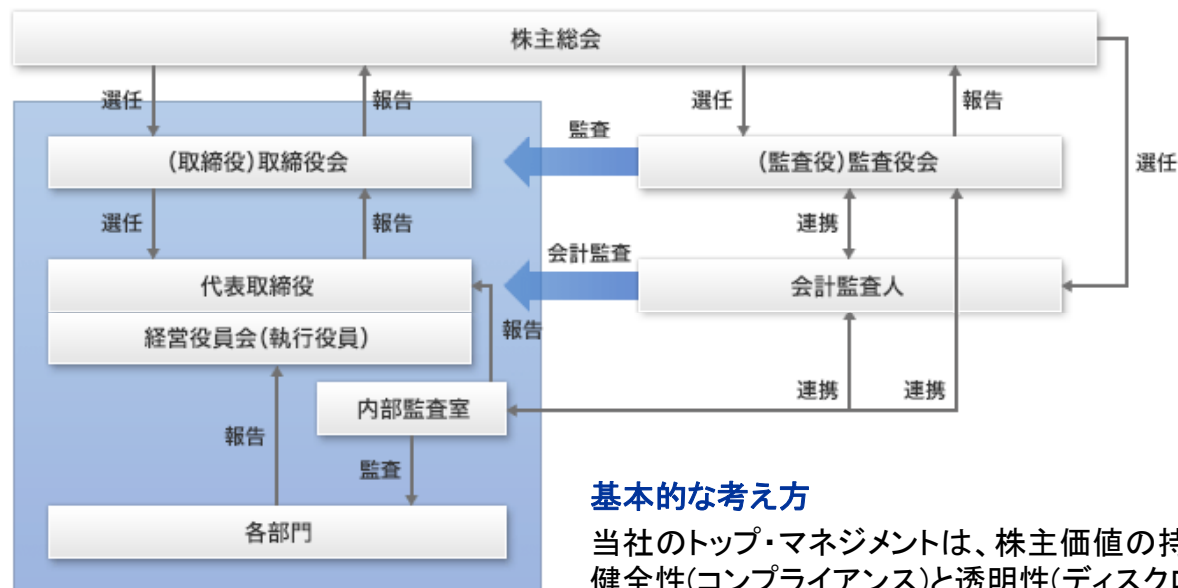 株主総会
選任
報告
選任
報告
選任
監査
(取締役)取締役会
(監査役)監査役会
選任
報告
連携
会計監査
代表取締役
会計監査人
経営役員会(執行役員)
報告
内部監査室
連携
連携
報告
監査
各部門
基本的な考え方
当社のトップ・マネジメントは、株主価値の持
健全性(コンプライアンス)と透明性(ディスクロ